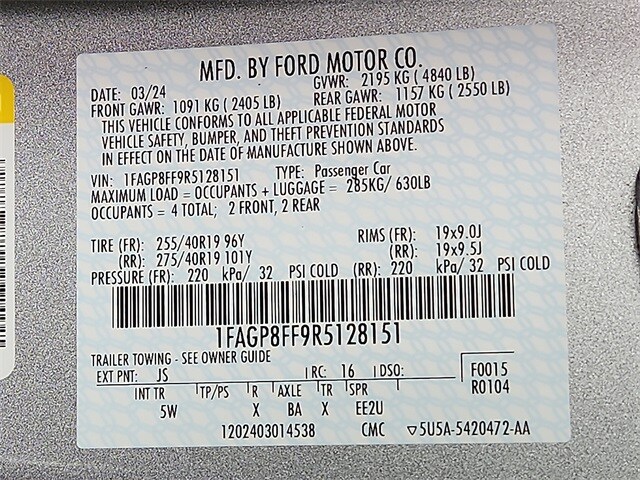 MFD. BY FORD MOTOR CO.
DATE: 03/24 GVWR: 2195 KG ( 4840 LB)
FRONT GAWR: 1091 KG ( 2405 LB) REAR GAWR: 1157 KG ( 2550 LB)
THIS VEHICLE CONFORMS TO ALL APPLICABLE FEDERAL MOTOR
VEHICLE SAFETY, BUMPER, AND THEFT PREVENTION STANDARDS
IN EFFECT ON THE DATE OF MANUFACTURE SHOWN ABOVE.
VIN: 1FAGP8FF9R5128151 TYPE: Passenger Car
MAXIMUM LOAD = OCCUPANTS + LUGGAGE = 285KG/ 630LB
OCCUPANTS = 4 TOTAL; 2 FRONT, 2 REAR
TIRE (FR): 255/40R19 96Y RIMS (FR): 19x9.0J
(RR): 275/40R19 101Y (RR): 19x9.5J
PRESSURE (FR): 220 kPa/ 32 PSI COLD (RR): 220 kPa/ 32 PSI COLD
1FAGP8FF9R5128151
TRAILER TOWING - SEE OWNER GUIDE
EXT PNT: JS RC: 16 DSO: F0015
INT TR TP/PS R AXLE TR SPR R0104
5W X BA X EE2U
1202403014538 CMC ▽5U5A-5420472-AA